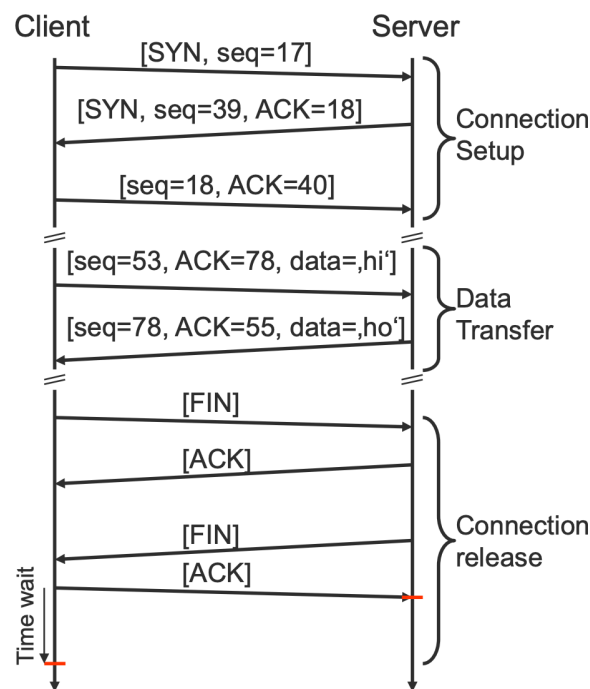 Client
Server
[SYN, seq=17]
[SYN, seq=39, ACK=18]
[seq=18, ACK=40]
Connection
Setup
[seq=53, ACK=78, data=‚hi‘]
[seq=78, ACK=55, data=‚ho‘]
Data
Transfer
[FIN]
[ACK]
[FIN]
[ACK]
Connection
release
Time wait